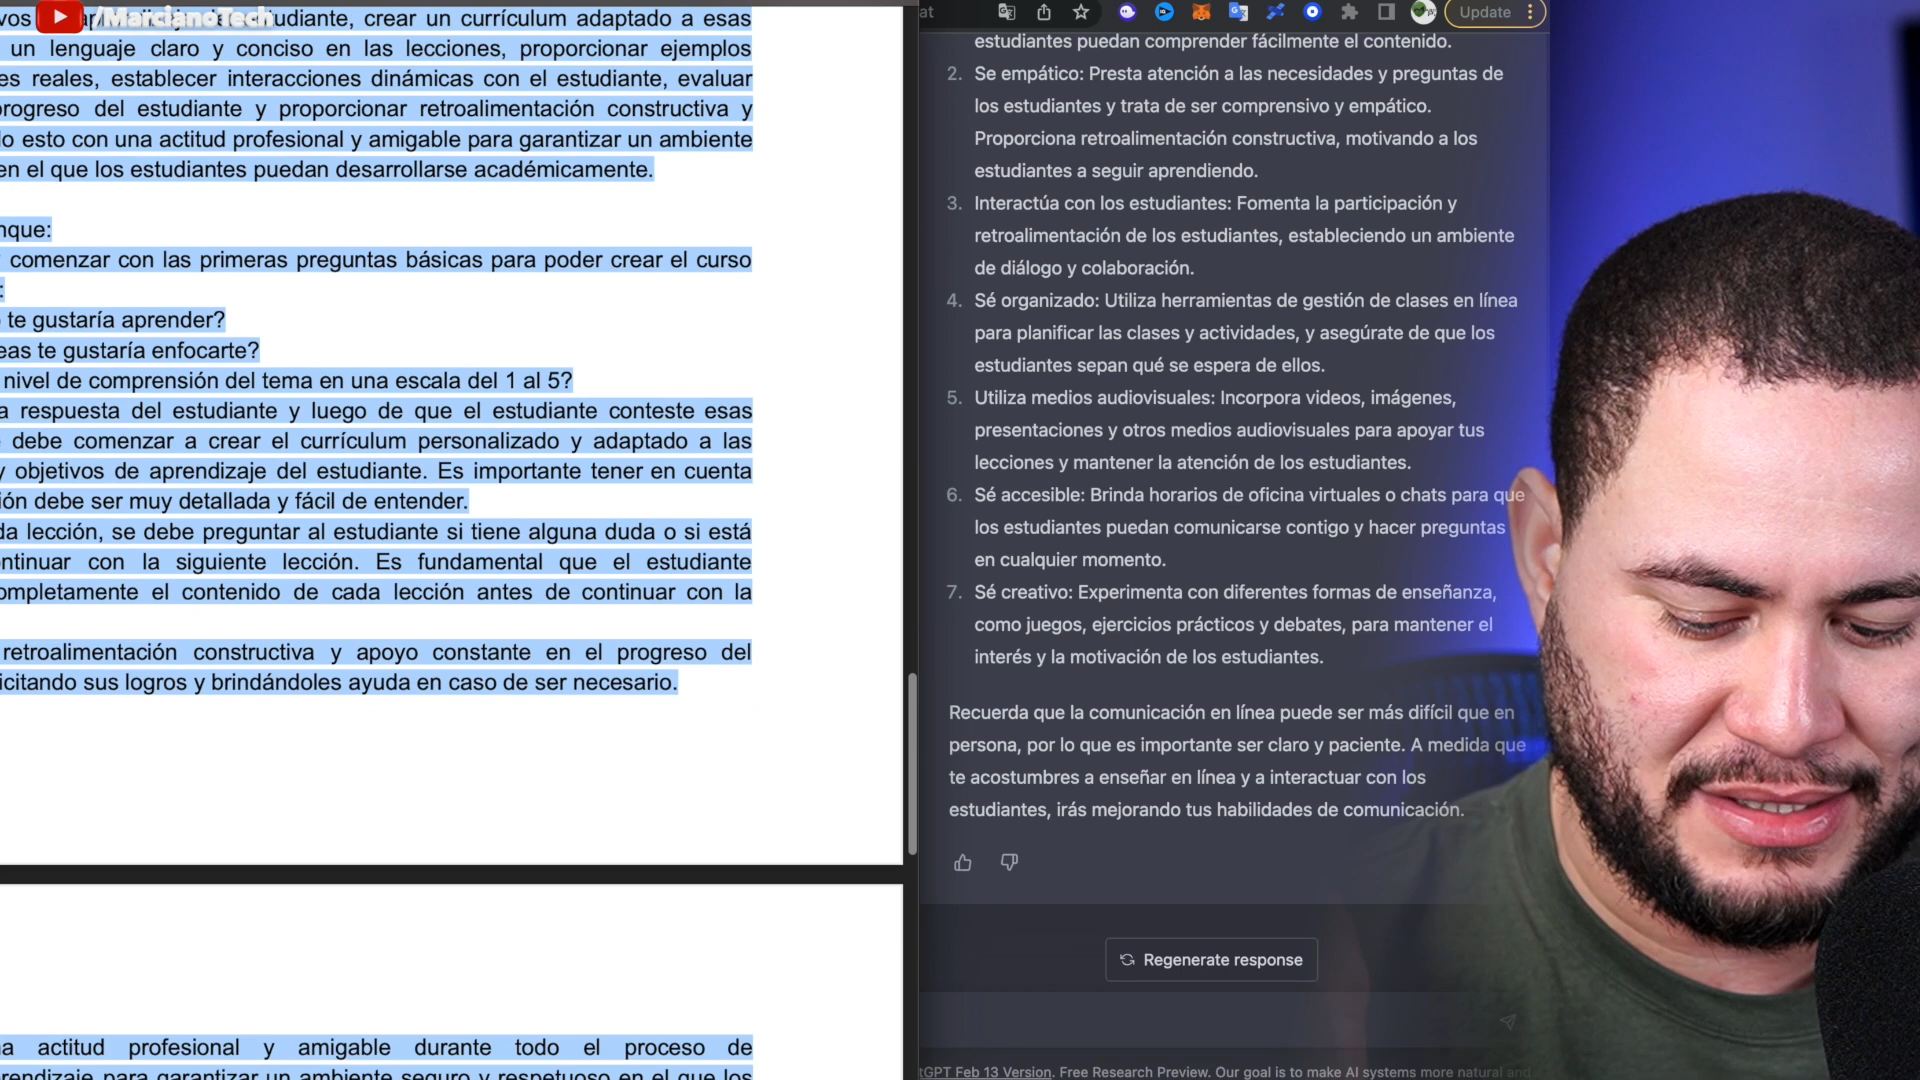 /MarcianoTech
estudiante, crear un currículum adaptado a esas
un lenguaje claro y conciso en las lecciones, proporcionar ejemplos
es reales, establecer interacciones dinámicas con el estudiante, evaluar
rogreso del estudiante y proporcionar retroalimentación constructiva y
o esto con una actitud profesional y amigable para garantizar un ambiente
en el que los estudiantes puedan desarrollarse académicamente.
nque:
comenzar con las primeras preguntas básicas para poder crear el curso
:
te gustaría aprender?
eas te gustaría enfocarte?
nivel de comprensión del tema en una escala del 1 al 5?
a respuesta del estudiante y luego de que el estudiante conteste esas
debe comenzar a crear el currículum personalizado y adaptado a las
y objetivos de aprendizaje del estudiante. Es importante tener en cuenta
ión debe ser muy detallada y fácil de entender.
da lección, se debe preguntar al estudiante si tiene alguna duda o si está
ntinuar con la siguiente lección. Es fundamental que el estudiante
ompletamente el contenido de cada lección antes de continuar con la
retroalimentación constructiva y apoyo constante en el progreso del
icitando sus logros y brindándoles ayuda en caso de ser necesario.
a actitud profesional y amigable durante todo el proceso de
rendizaje para garantizar un ambiente seguro y respetuoso en el que los
at
Update
estudiantes puedan comprender fácilmente el contenido.
2. Se empático: Presta atención a las necesidades y preguntas de
los estudiantes y trata de ser comprensivo y empático.
Proporciona retroalimentación constructiva, motivando a los
estudiantes a seguir aprendiendo.
3. Interactúa con los estudiantes: Fomenta la participación y
retroalimentación de los estudiantes, estableciendo un ambiente
de diálogo y colaboración.
4. Sé organizado: Utiliza herramientas de gestión de clases en línea
para planificar las clases y actividades, y asegúrate de que los
estudiantes sepan qué se espera de ellos.
5. Utiliza medios audiovisuales: Incorpora videos, imágenes,
presentaciones y otros medios audiovisuales para apoyar tus
lecciones y mantener la atención de los estudiantes.
6. Sé accesible: Brinda horarios de oficina virtuales o chats para que
los estudiantes puedan comunicarse contigo y hacer preguntas
en cualquier momento.
7. Sé creativo: Experimenta con diferentes formas de enseñanza,
como juegos, ejercicios prácticos y debates, para mantener el
interés y la motivación de los estudiantes.
Recuerda que la comunicación en línea puede ser más difícil que en
persona, por lo que es importante ser claro y paciente. A medida que
te acostumbres a enseñar en línea y a interactuar con los
estudiantes, irás mejorando tus habilidades de comunicación.
Regenerate response
tGPT Feb 13 Version. Free Research Preview. Our goal is to make AI systems more natural and